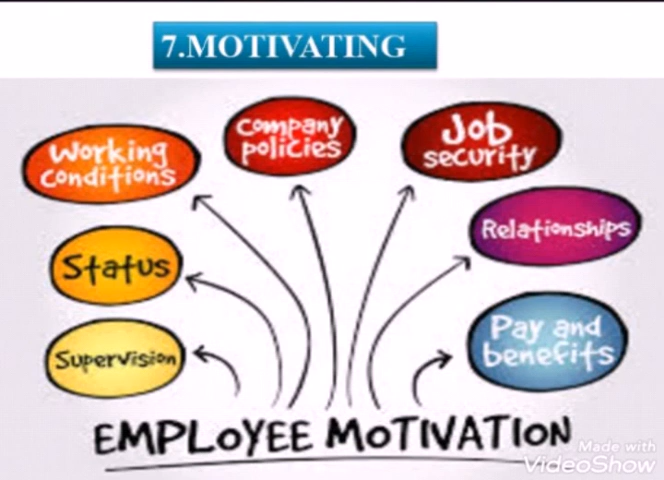 7.MOTIVATING
Working
conditions
Company
policies
Job
security
Status
Relationships
Supervision
Pay and
benefits
EMPLOYEE MOTIVATION
Made with
VideoShow